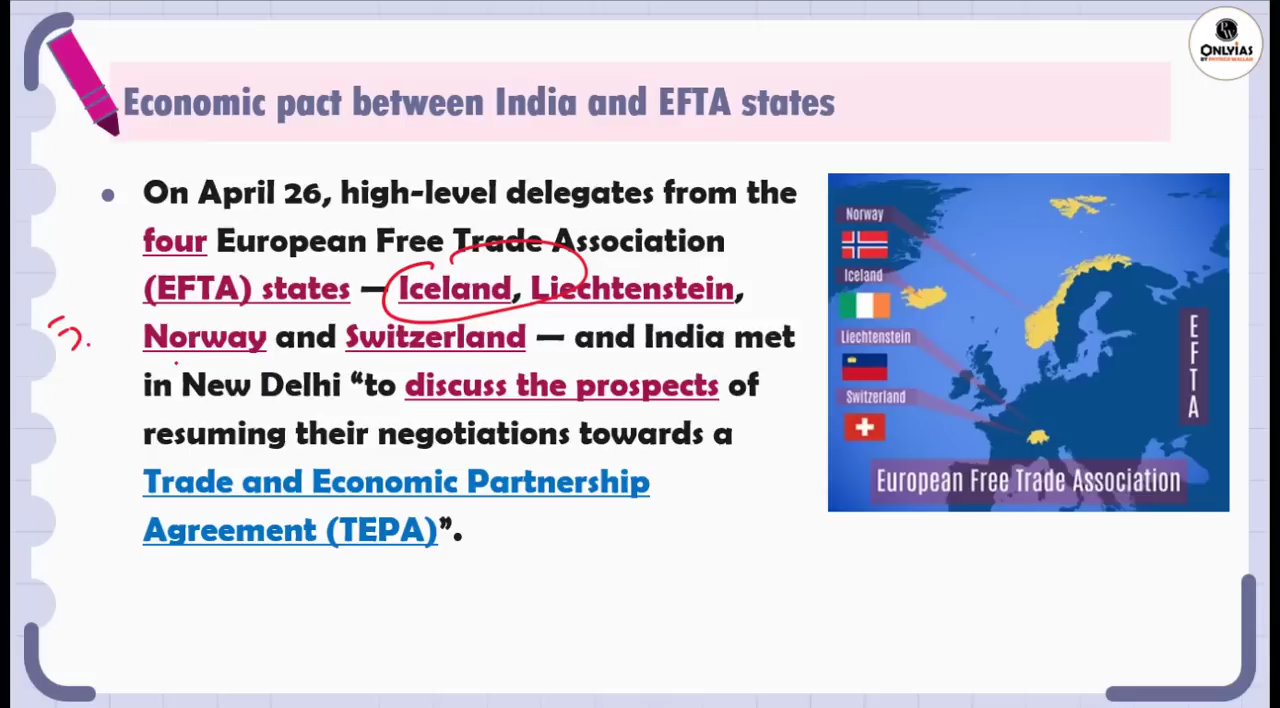 ONLYIAS
BY PHYSICS WALLAH
Economic pact between India and EFTA states
On April 26, high-level delegates from the
four European Free Trade Association
(EFTA) states — Iceland, Liechtenstein,
Norway and Switzerland — and India met
in New Delhi “to discuss the prospects of
resuming their negotiations towards a
Trade and Economic Partnership
Agreement (TEPA)”.
Norway
Iceland
Liechtenstein
Switzerland
EFTA
European Free Trade Association